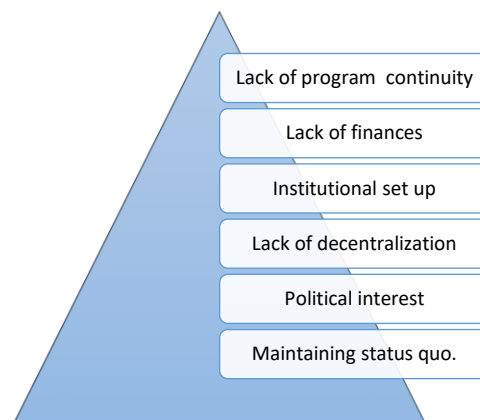 Lack of program continuity
Lack of finances
Institutional set up
Lack of decentralization
Political interest
Maintaining status quo.